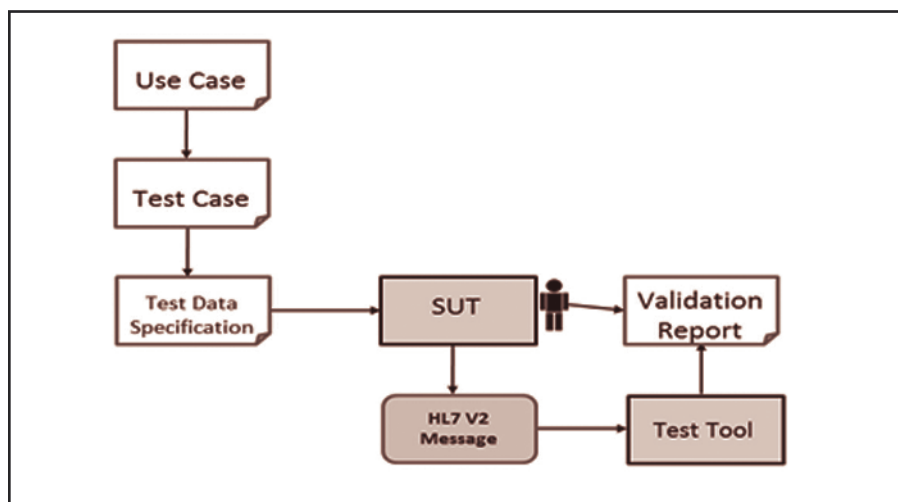 Use Case
Test Case
Test Data
Specification
SUT
Validation
Report
HL7 V2
Message
Test Tool